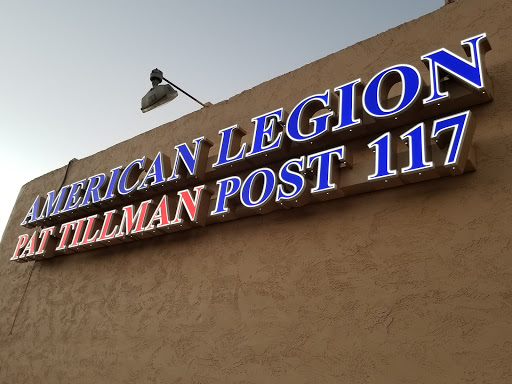 AMERICAN LEGION
PAT TILLMAN POST 117